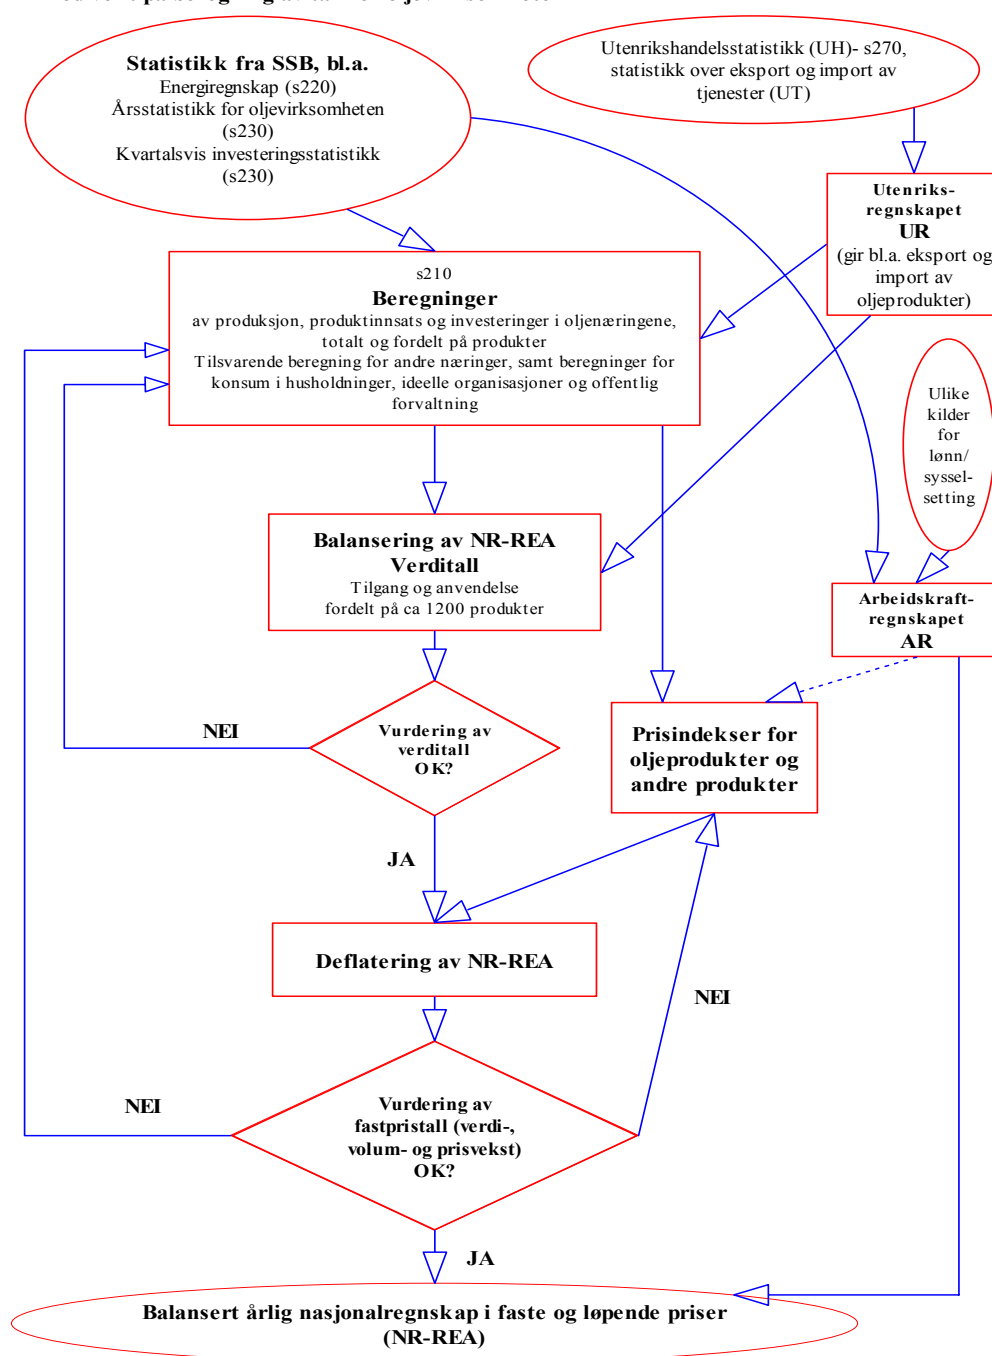 Statistikk fra SSB, bl.a.
Energiregnskap (s220)
Årsstatistikk for oljevirksomheten
(s230)
Kvartalsvis investeringsstatistikk
(s230)
Utenrikshandelsstatistikk (UH)- s270,
statistikk over eksport og import av
tjenester (UT)
Utenriks-
regnskapet
UR
(gir bl.a. eksport og
import av
oljeprodukter)
s210
Beregninger
av produksjon, produktinnsats og investeringer i oljenæringene,
totalt og fordelt på produkter
Tilsvarende beregning for andre næringer, samt beregninger for
konsum i husholdninger, ideelle organisasjoner og offentlig
forvaltning
Ulike
kilder
for
lønn/
syssel-
setting
Balansering av NR-REA
Verditall
Tilgang og anvendelse
fordelt på ca 1200 produkter
Arbeidskraft-
regnskapet
AR
NEI
Vurdering av
verditall
OK?
Prisindekser for
oljeprodukter og
andre produkter
JA
Deflatering av NR-REA
NEI
NEI
Vurdering av
fastpristall (verdi-,
volum- og prisvekst)
OK?
JA
Balansert årlig nasjonalregnskap i faste og løpende priser
(NR-REA)